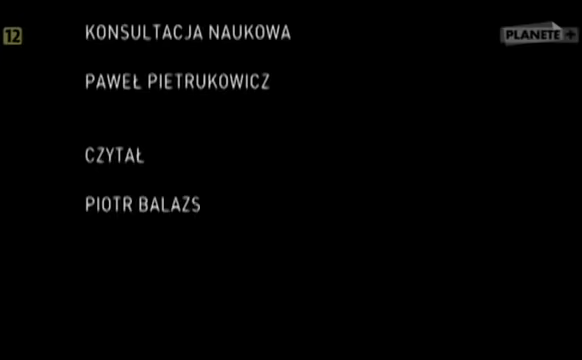 12
KONSULTACJA NAUKOWA
PLANETE +
PAWEŁ PIETRUKOWICZ
CZYTAŁ
PIOTR BALAZS